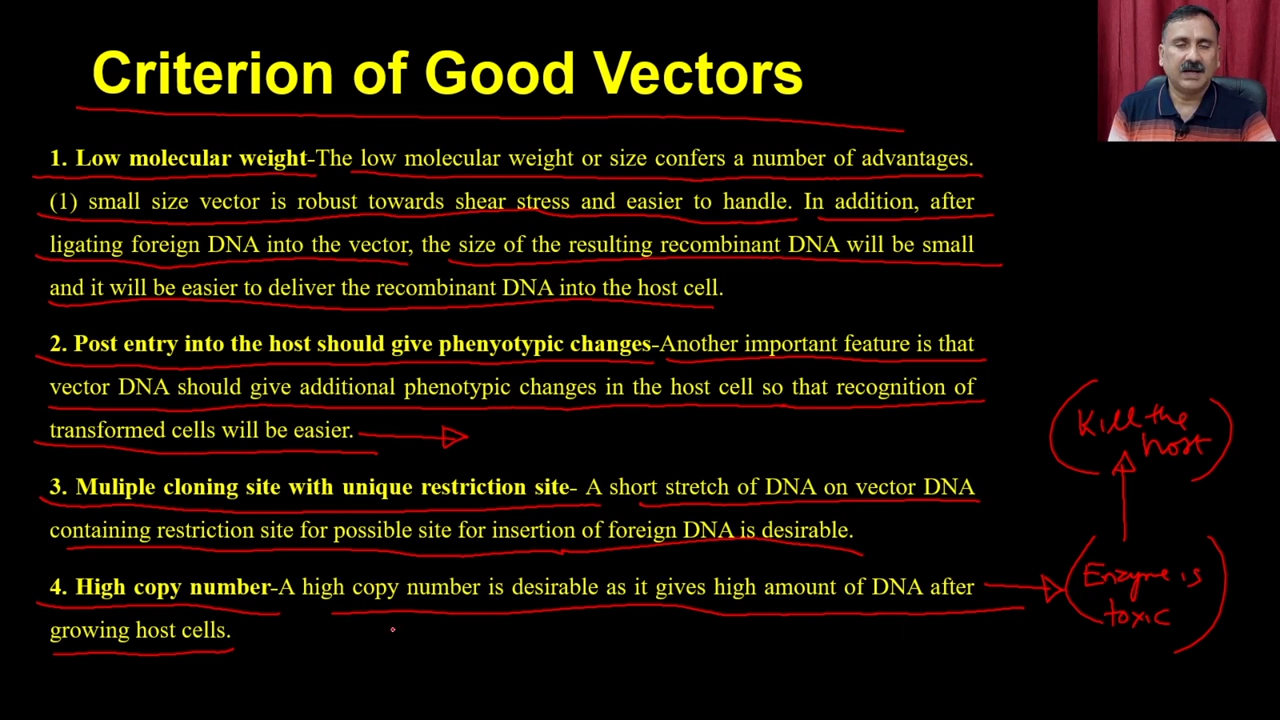 Criterion of Good Vectors
1. Low molecular weight-The low molecular weight or size confers a number of advantages.
(1) small size vector is robust towards shear stress and easier to handle. In addition, after
ligating foreign DNA into the vector, the size of the resulting recombinant DNA will be small
and it will be easier to deliver the recombinant DNA into the host cell.
2. Post entry into the host should give phenyotypic changes-Another important feature is that
vector DNA should give additional phenotypic changes in the host cell so that recognition of
transformed cells will be easier.
3. Muliple cloning site with unique restriction site- A short stretch of DNA on vector DNA
containing restriction site for possible site for insertion of foreign DNA is desirable.
4. High copy number-A high copy number is desirable as it gives high amount of DNA after
growing host cells.
Kill the
host
Enzyme is
toxic